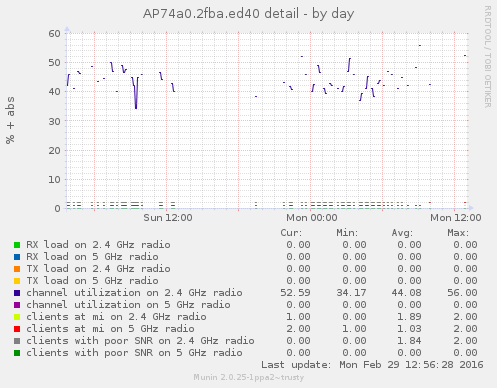 AP74a0.2fba.ed40 detail - by day
RRDTOOL / TOBI OETIKER
% + abs
60
50
40
30
20
10
0
Sun 12:00 Mon 00:00 Mon 12:00
Cur: Min: Avg: Max:
RX load on 2.4 GHz radio 0.00 0.00 0.00 0.00
RX load on 5 GHz radio 0.00 0.00 0.00 0.00
TX load on 2.4 GHz radio 0.00 0.00 0.00 0.00
TX load on 5 GHz radio 0.00 0.00 0.00 0.00
channel utilization on 2.4 GHz radio 52.59 34.17 44.08 56.00
channel utilization on 5 GHz radio 0.00 0.00 0.00 0.00
clients at mi on 2.4 GHz radio 1.00 0.00 1.89 2.00
clients at mi on 5 GHz radio 2.00 1.00 1.03 2.00
clients with poor SNR on 2.4 GHz radio 0.00 0.00 1.84 2.00
clients with poor SNR on 5 GHz radio 0.00 0.00 0.00 0.00
Last update: Mon Feb 29 12:56:28 2016
Munin 2.0.25-1ppa2~trusty